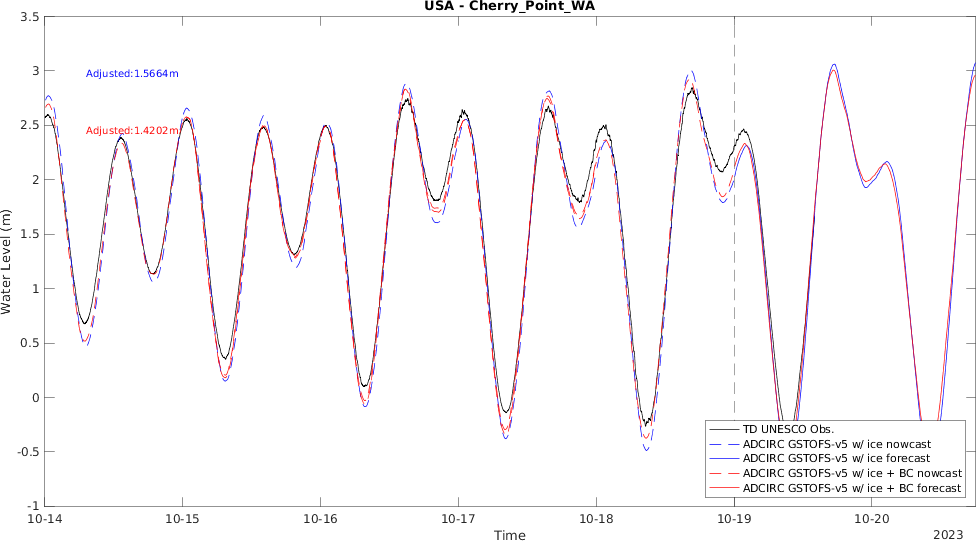 USA - Cherry_Point_WA
3.5
3
2.5
2
1.5
1
0.5
0
-0.5
-1
Water Level (m)
Adjusted:1.5664m
Adjusted:1.4202m
TD UNESCO Obs.
ADCIRC GSTOFS-v5 w/ ice nowcast
ADCIRC GSTOFS-v5 w/ ice forecast
ADCIRC GSTOFS-v5 w/ ice + BC nowcast
ADCIRC GSTOFS-v5 w/ ice + BC forecast
10-14 10-15 10-16 10-17 10-18 10-19 10-20
Time
2023